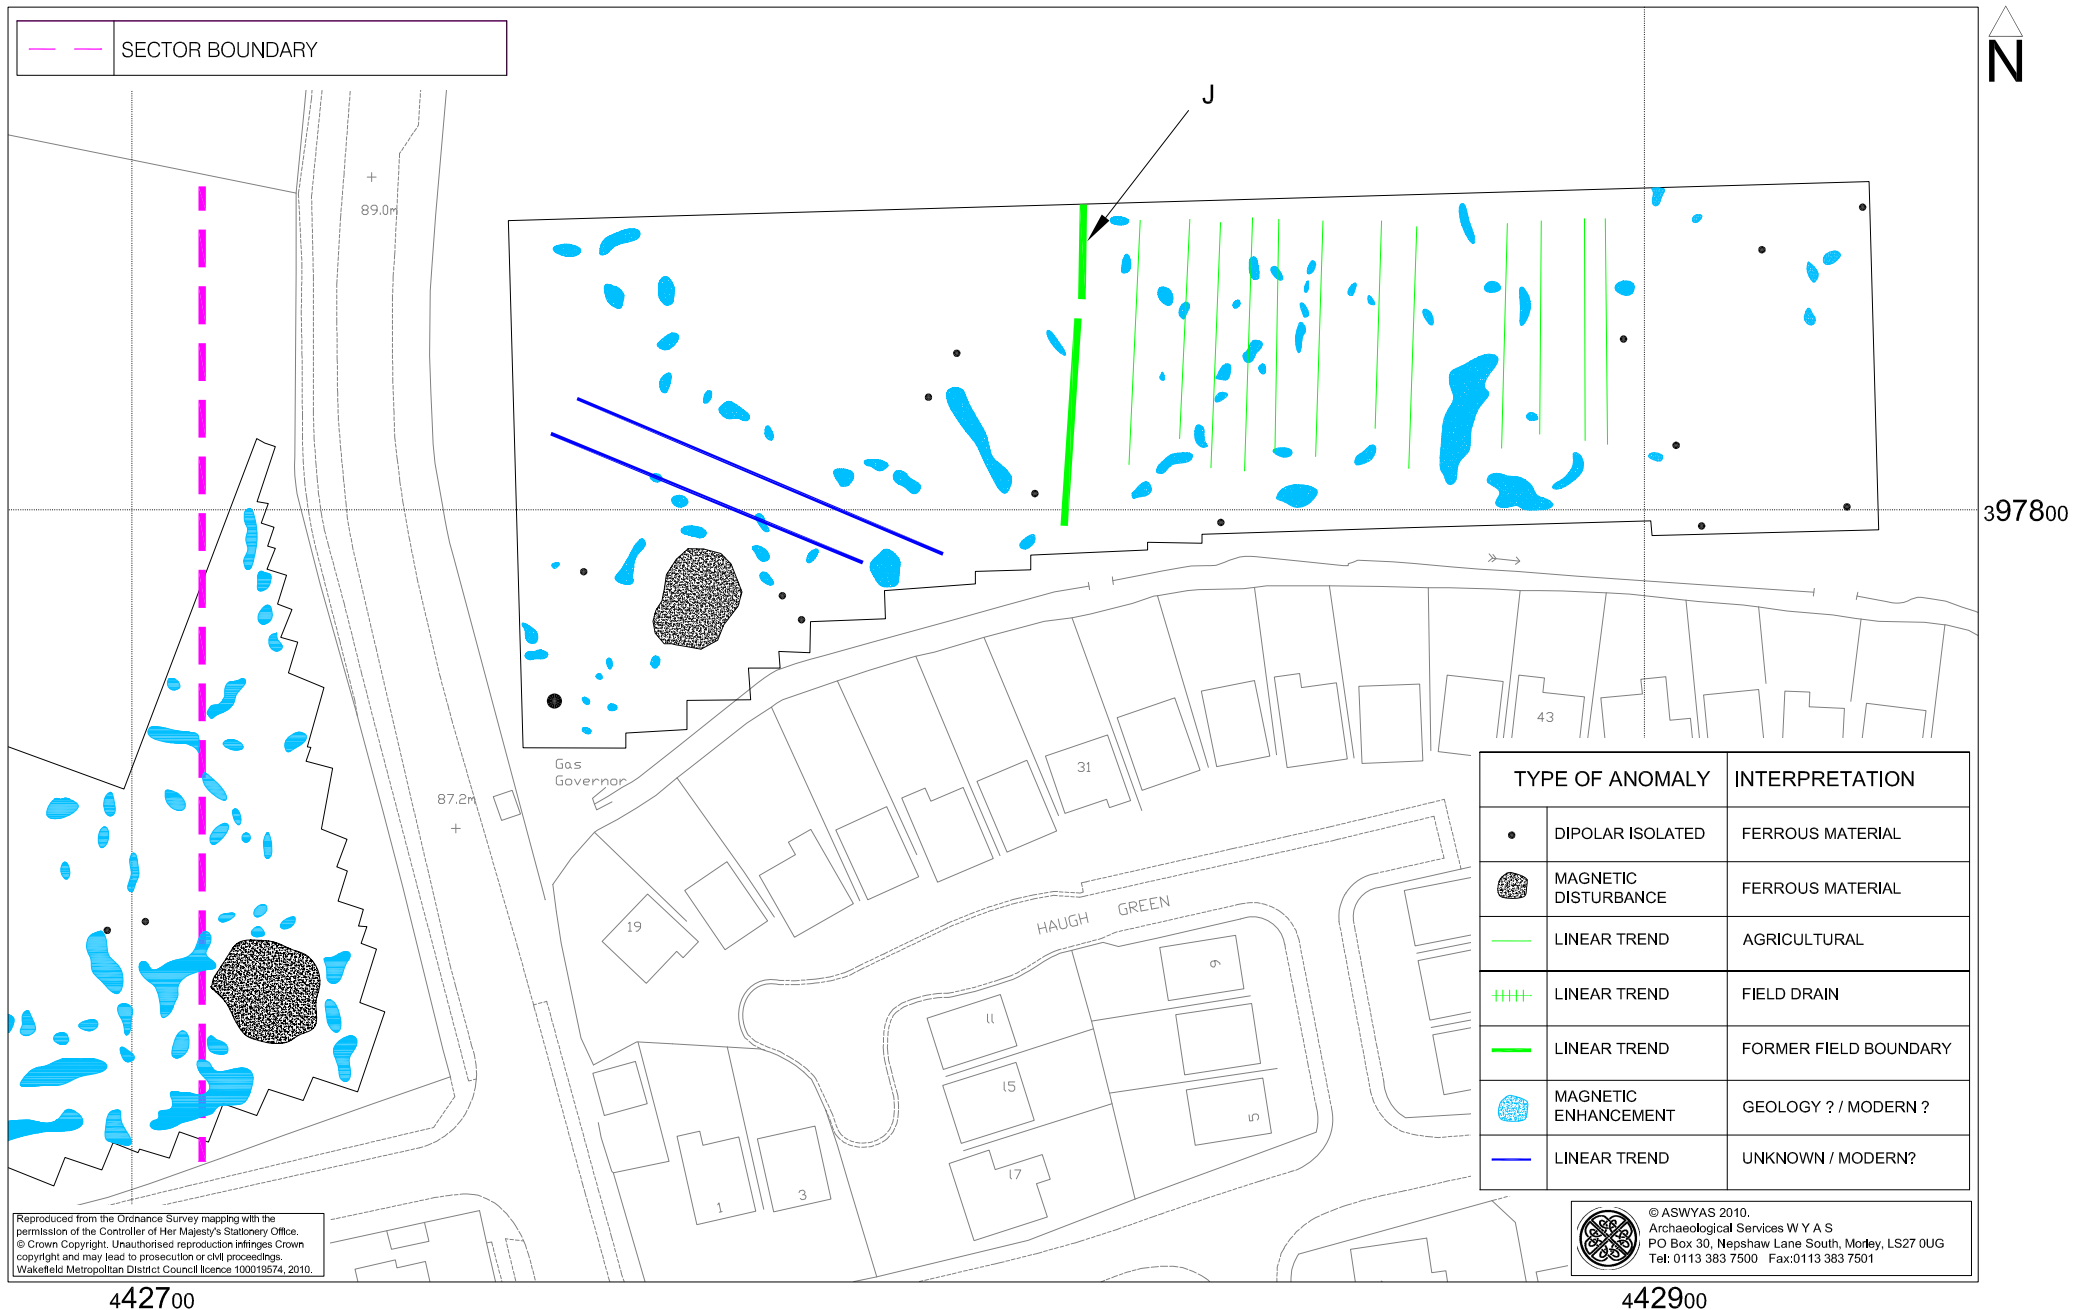 SECTOR BOUNDARY
N
J
89.0m
397800
Gas
Governor
87.2m
43
31
19
HAUGH GREEN
9
11
15
5
17
1
3
TYPE OF ANOMALY INTERPRETATION
DIPOLAR ISOLATED FERROUS MATERIAL
MAGNETIC
DISTURBANCE
FERROUS MATERIAL
LINEAR TREND AGRICULTURAL
LINEAR TREND FIELD DRAIN
LINEAR TREND FORMER FIELD BOUNDARY
MAGNETIC
ENHANCEMENT
GEOLOGY ? / MODERN ?
LINEAR TREND UNKNOWN / MODERN?
Reproduced from the Ordnance Survey mapping with the
permission of the Controller of Her Majesty's Stationery Office.
© Crown Copyright. Unauthorised reproduction infringes Crown
copyright and may lead to prosecution or civil proceedings.
Wakefield Metropolitan District Council licence 100019574, 2010.
© ASWYAS 2010.
Archaeological Services W Y A S
PO Box 30, Nepshaw Lane South, Morley, LS27 0UG
Tel: 0113 383 7500 Fax:0113 383 7501
442700
442900